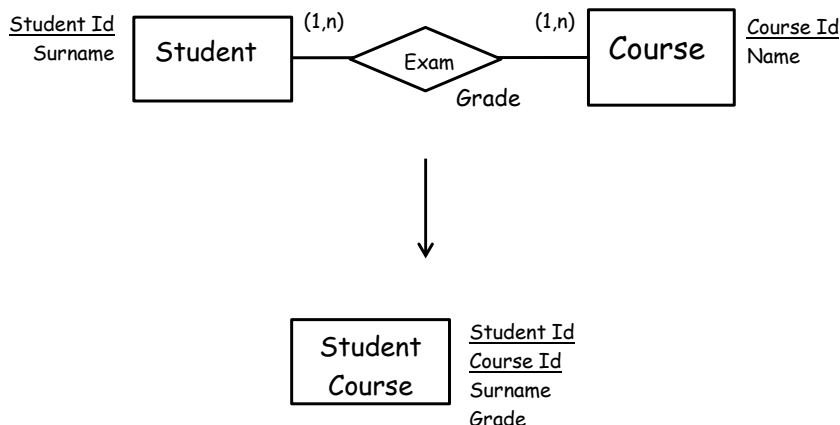 Student Id
Surname
Student
(1,n)
Exam
Grade
(1,n)
Course
Course Id
Name
Student
Course
Student Id
Course Id
Surname
Grade